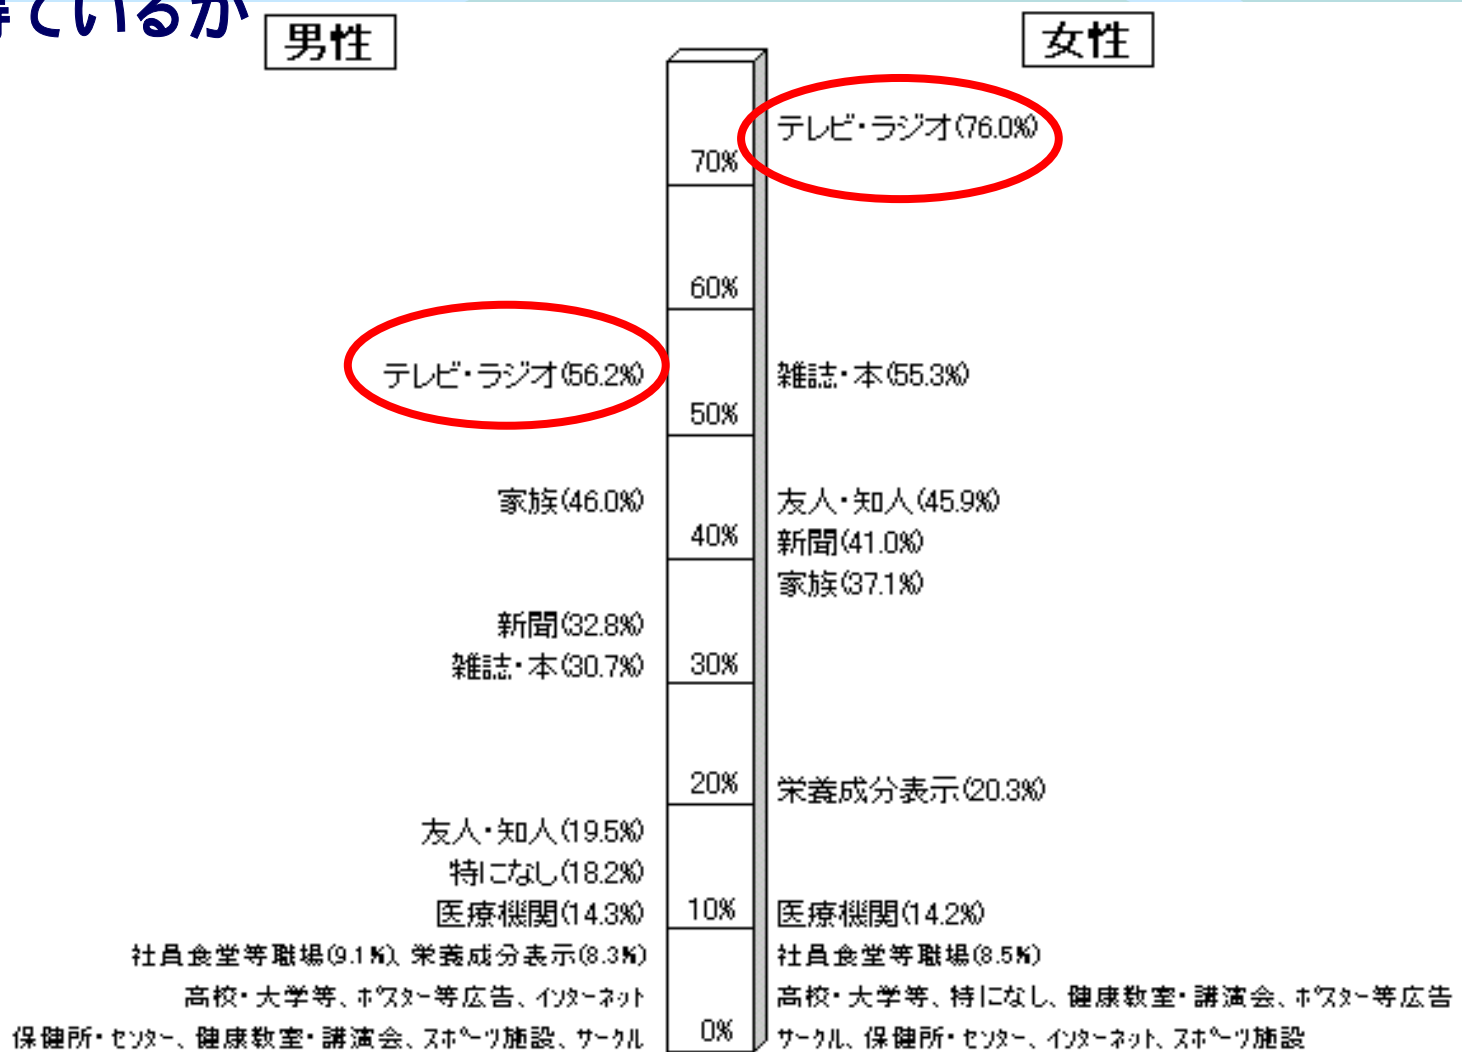 得ているか
男性
女性
テレビ・ラジオ(76.0%)
70%
60%
テレビ・ラジオ(56.2%)
雑誌・本(55.3%)
50%
家族(46.0%)
友人・知人(45.9%)
40%
新聞(41.0%)
家族(37.1%)
新聞(32.8%)
雑誌・本(30.7%)
30%
20%
栄養成分表示(20.3%)
友人・知人(19.5%)
特になし(18.2%)
医療機関(14.3%)
10%
医療機関(14.2%)
社員食堂等職場(9.1%)、栄養成分表示(8.3%)
社員食堂等職場(8.5%)
高校・大学等、ポスター等広告、インターネット
高校・大学等、特になし、健康教室・講演会、ポスター等広告
保健所・センター、健康教室・講演会、スポーツ施設、サークル
0%
サークル、保健所・センター、インターネット、スポーツ施設